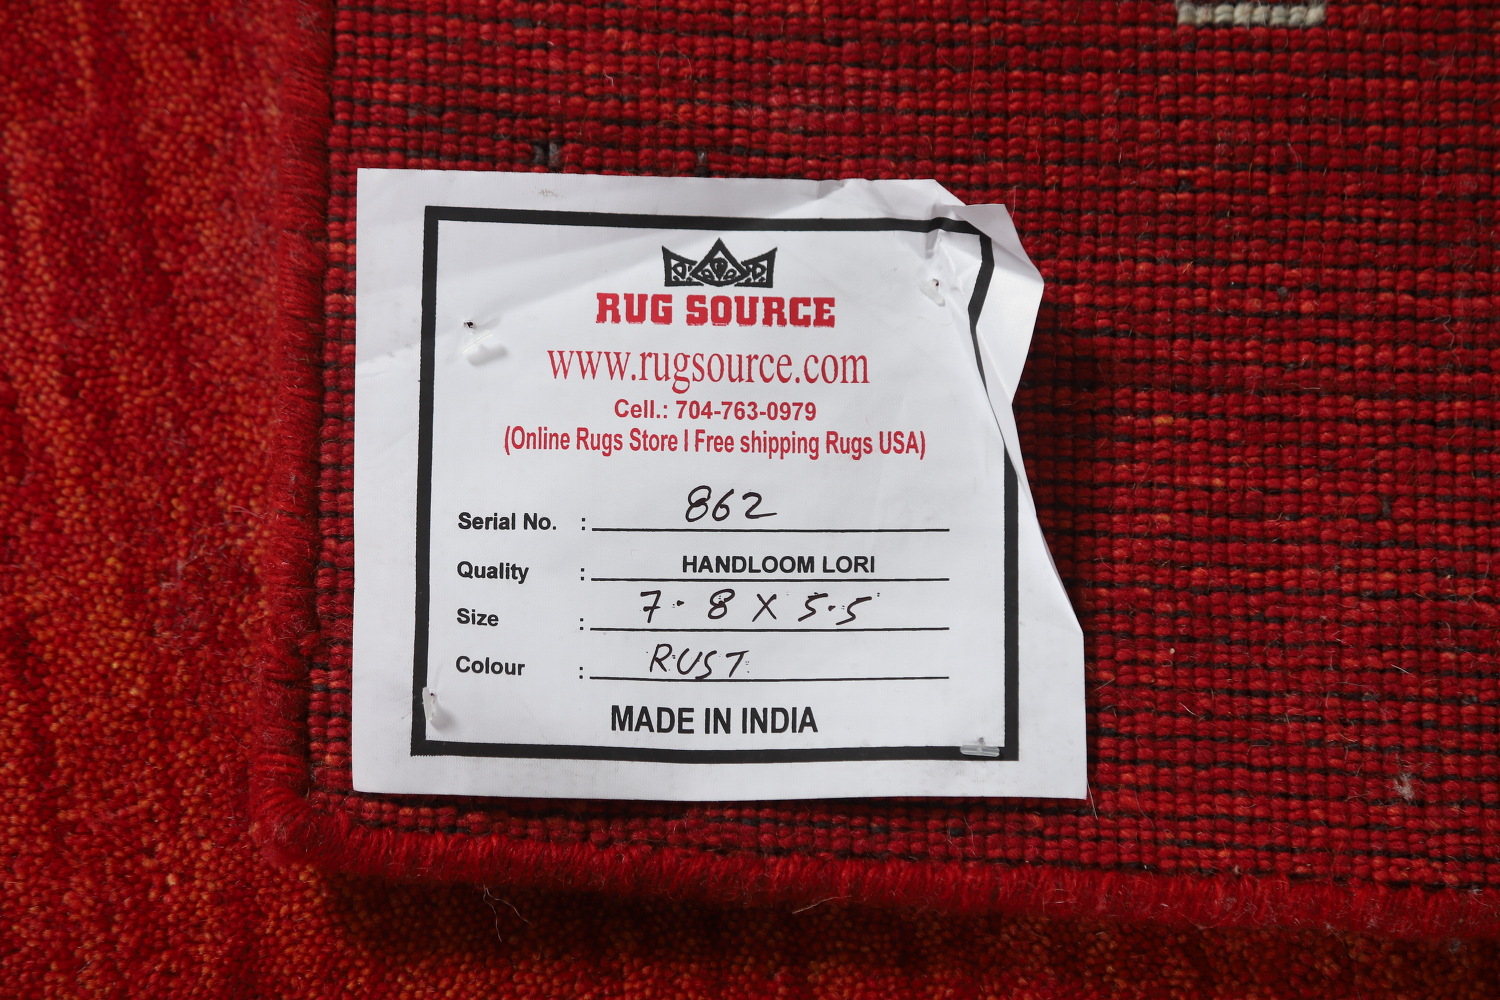 RUG SOURCE
www.rugsource.com
Cell.: 704-763-0979
(Online Rugs Store I Free shipping Rugs USA)
Serial No. : 862
Quality : HANDLOOM LORI
Size : 7.8 X 5.5
Colour : RUST
MADE IN INDIA